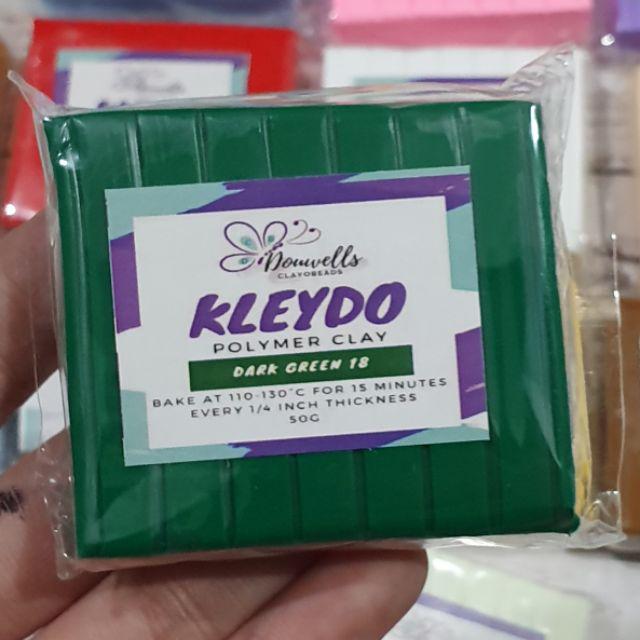 Douwells
CLAYOBEADS
KLEYDO
POLYMER CLAY
DARK GREEN 18
BAKE AT 110-130°C FOR 15 MINUTES
EVERY 1/4 INCH THICKNESS
50G